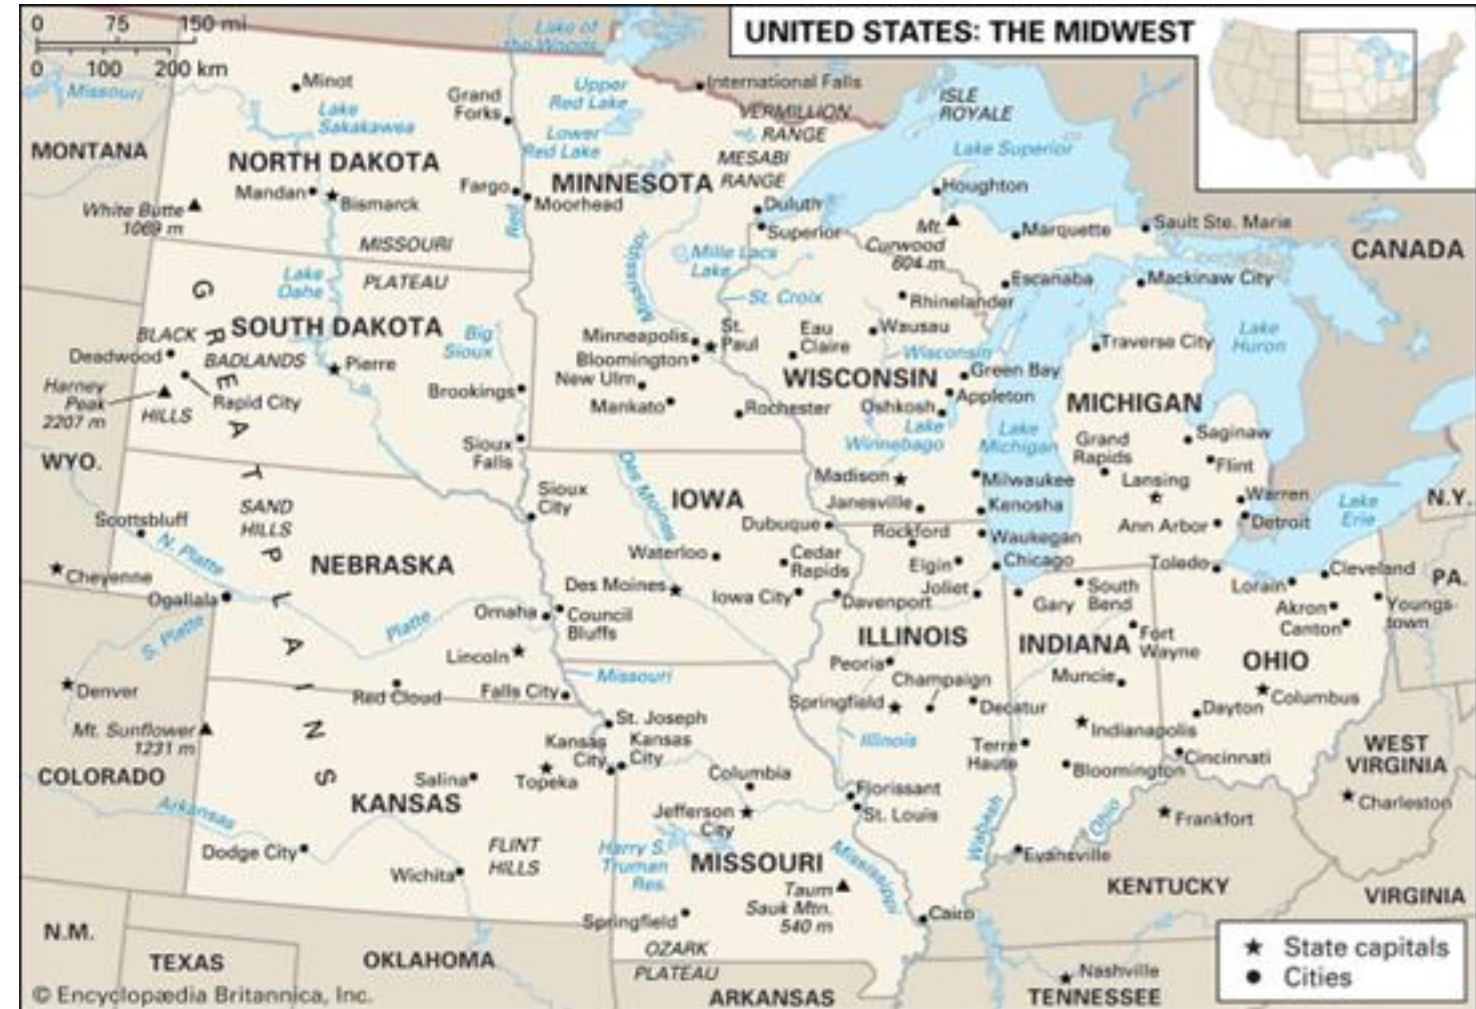 UNITED STATES: THE MIDWEST
0 75 150 mi
0 100 200 km
Lake of
the Woods
Missouri
Minot
Grand
Forks
Upper
Red Lake
Lower
Red Lake
International Falls
VERMILLION
RANGE
MESABI
RANGE
ISLE
ROYALE
Lake Superior
Lake
Sakakawea
MONTANA
NORTH DAKOTA
Mandan
Bismarck
Fargo
Moorhead
MINNESOTA
White Butte
1069 m
MISSOURI
PLATEAU
Red
Duluth
Superior
Houghton
Mt.
Curwood
604 m
Marquette
Sault Ste. Marie
CANADA
Mississippi
Mille Lacs
Lake
St. Croix
Escanaba
Mackinaw City
Rhinelander
Lake
Oahe
GREAT PLAINS
BLACK
HILLS
SOUTH DAKOTA
BADLANDS
Big
Sioux
Deadwood
Pierre
Harney
Peak
2207 m
Rapid City
Brookings
Sioux
Falls
Minneapolis
St.
Paul
Bloomington
New Ulm
Mankato
Rochester
Eau
Claire
Wausau
Wisconsin
Green Bay
WISCONSIN
Appleton
Oshkosh
Lake
Winnebago
Lake
Michigan
Traverse City
Lake
Huron
MICHIGAN
Grand
Rapids
Saginaw
Flint
Lansing
Madison
Milwaukee
Janesville
Kenosha
Warren
Detroit
Ann Arbor
Lake
Erie
N.Y.
WYO.
SAND
HILLS
Sioux
City
Des Moines
IOWA
Dubuque
Rockford
Waukegan
Scottsbluff
N. Platte
NEBRASKA
Waterloo
Cedar
Rapids
Elgin
Chicago
Toledo
Cleveland
Lorain
PA.
Cheyenne
Ogallala
Des Moines
Iowa City
Davenport
Joliet
Gary
South
Bend
Akron
Canton
Youngs-
town
S. Platte
Platte
Omaha
Council
Bluffs
ILLINOIS
INDIANA
Fort
Wayne
OHIO
Lincoln
Missouri
Peoria
Champaign
Muncie
Denver
Red Cloud
Falls City
Springfield
Decatur
Columbus
Dayton
Mt. Sunflower
1231 m
St. Joseph
Illinois
Indianapolis
Terre
Haute
Kansas
City
Kansas
City
Bloomington
Cincinnati
WEST
VIRGINIA
COLORADO
Salina
Topeka
Columbia
KANSAS
Florissant
St. Louis
Jefferson
City
Charleston
Frankfort
Arkansas
Wabash
Ohio
Dodge City
FLINT
HILLS
Harry S.
Truman
Res.
MISSOURI
Mississippi
Evansville
Wichita
Taum
Sauk Mtn.
540 m
KENTUCKY
VIRGINIA
Springfield
Cairo
N.M.
TEXAS
OKLAHOMA
OZARK
PLATEAU
ARKANSAS
Nashville
TENNESSEE
State capitals
Cities
© Encyclopædia Britannica, Inc.